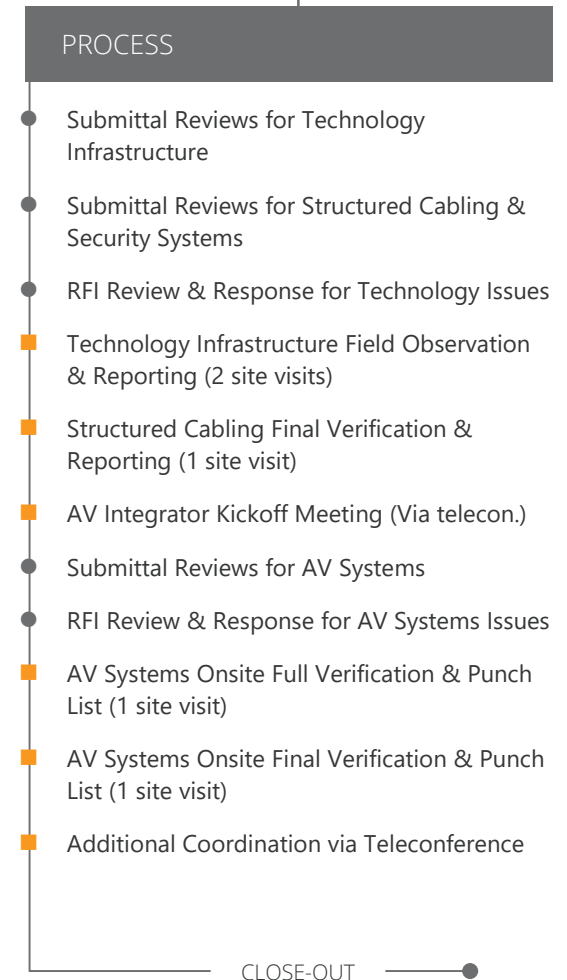 PROCESS
Submittal Reviews for Technology
Infrastructure
Submittal Reviews for Structured Cabling &
Security Systems
RFI Review & Response for Technology Issues
Technology Infrastructure Field Observation
& Reporting (2 site visits)
Structured Cabling Final Verification &
Reporting (1 site visit)
AV Integrator Kickoff Meeting (Via telecon.)
Submittal Reviews for AV Systems
RFI Review & Response for AV Systems Issues
AV Systems Onsite Full Verification & Punch
List (1 site visit)
AV Systems Onsite Final Verification & Punch
List (1 site visit)
Additional Coordination via Teleconference
CLOSE-OUT